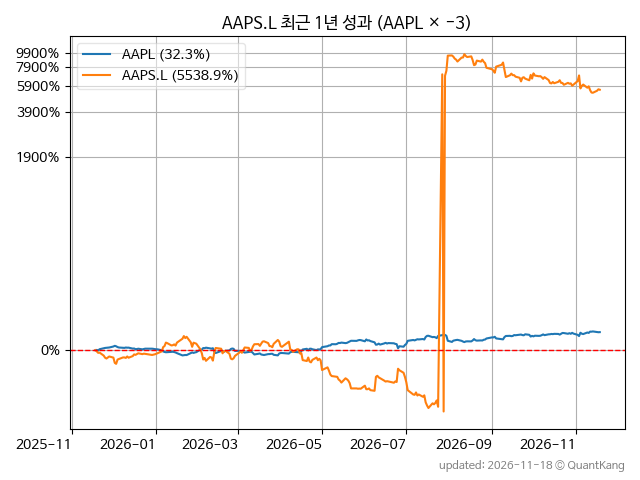 AAPS.L 최근 1년 성과 (AAPL × -3)
AAPL (32.3%)
AAPS.L (5538.9%)
9900%
7900%
5900%
3900%
1900%
0%
2025-11 2026-01 2026-03 2026-05 2026-07 2026-09 2026-11
updated: 2026-11-18 © QuantKang